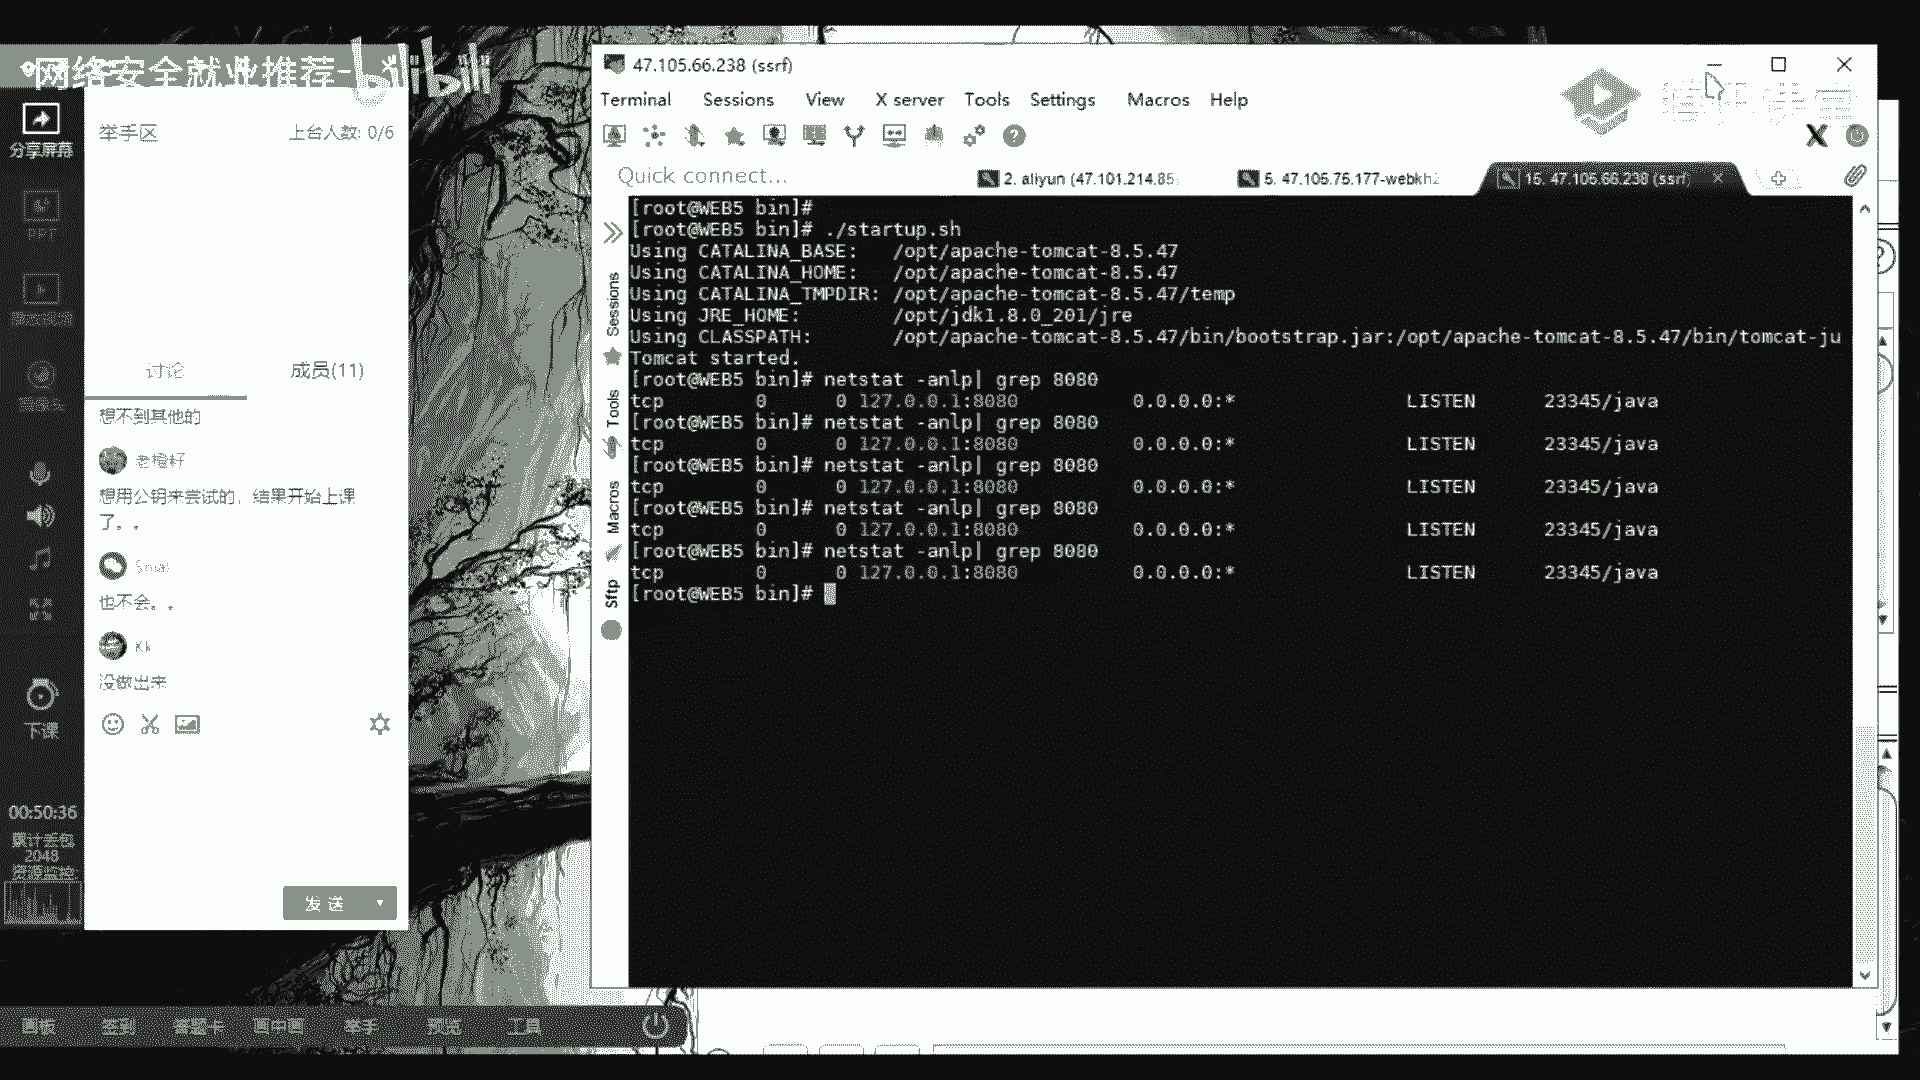 网络安全就业推荐-bilibili
分享屏幕
PPT
下课
00:50:36
累计丢包
2048
资源监控:
举手区
上台人数: 0/6
讨论
成员(11)
想不到其他的
老橙籽
想用公钥来尝试的，结果开始上课
了。。
也不会。。
Kk
没做出来
发 送
画板
签到
答题卡
画中画
举手
预览
工具
47.105.66.238 (ssrf)
Terminal
Sessions
View
X server
Tools
Settings
Macros
Help
Quick connect...
2. aliyun (47.101.214.85
5. 47.105.75.177-webkh
15. 47.105.66.238 (ssrf)
Sessions
Tools
Macros
Sftp
[root@WEB5 bin]#
[root@WEB5 bin]# ./startup.sh
Using CATALINA_BASE:   /opt/apache-tomcat-8.5.47
Using CATALINA_HOME:   /opt/apache-tomcat-8.5.47
Using CATALINA_TMPDIR: /opt/apache-tomcat-8.5.47/temp
Using JRE_HOME:        /opt/jdk1.8.0_201/jre
Using CLASSPATH:       /opt/apache-tomcat-8.5.47/bin/bootstrap.jar:/opt/apache-tomcat-8.5.47/bin/tomcat-ju
Tomcat started.
[root@WEB5 bin]# netstat -anlp| grep 8080
tcp        0      0 127.0.0.1:8080          0.0.0.0:*               LISTEN      23345/java
[root@WEB5 bin]# netstat -anlp| grep 8080
tcp        0      0 127.0.0.1:8080          0.0.0.0:*               LISTEN      23345/java
[root@WEB5 bin]# netstat -anlp| grep 8080
tcp        0      0 127.0.0.1:8080          0.0.0.0:*               LISTEN      23345/java
[root@WEB5 bin]# netstat -anlp| grep 8080
tcp        0      0 127.0.0.1:8080          0.0.0.0:*               LISTEN      23345/java
[root@WEB5 bin]# netstat -anlp| grep 8080
tcp        0      0 127.0.0.1:8080          0.0.0.0:*               LISTEN      23345/java
[root@WEB5 bin]#